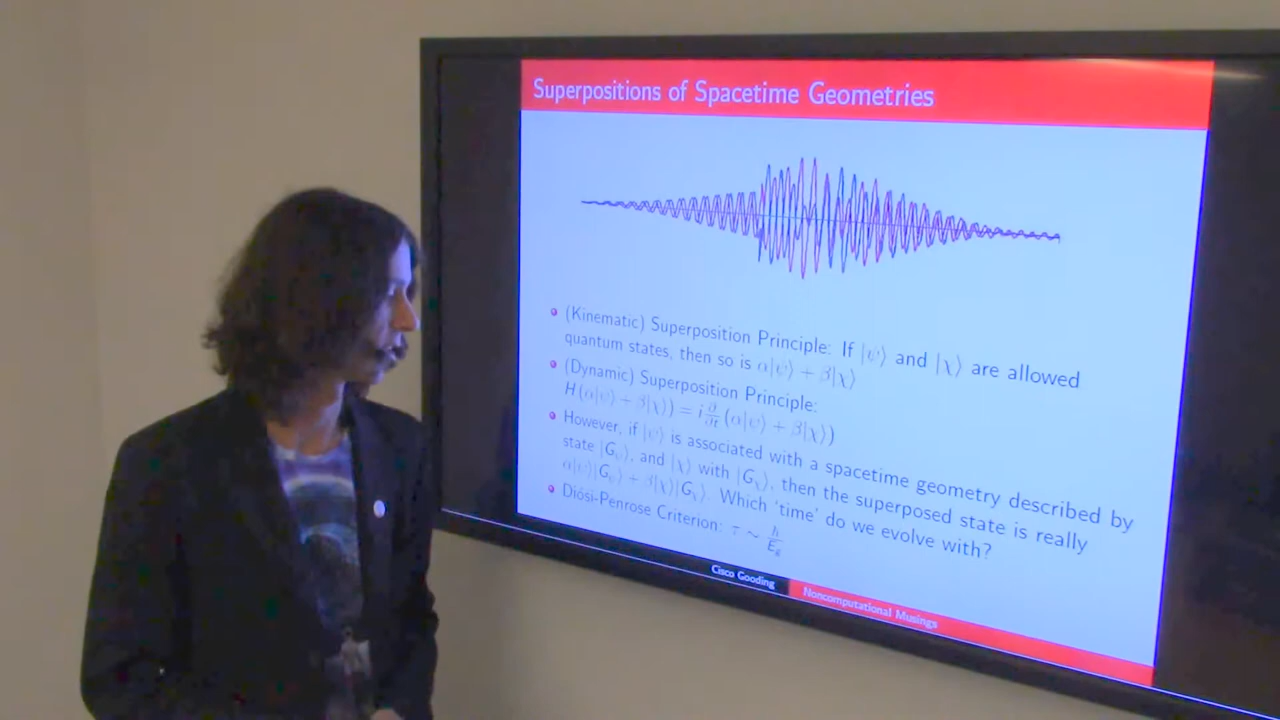 Superpositions of Spacetime Geometries
(Kinematic) Superposition Principle: If |ψ⟩ and |χ⟩ are allowed
quantum states, then so is α|ψ⟩ + β|χ⟩
(Dynamic) Superposition Principle:
H(α|ψ⟩ + β|χ⟩) = i ∂/∂t (α|ψ⟩ + β|χ⟩)
However, if |ψ⟩ is associated with a spacetime geometry described by
state |G_ψ⟩, and |χ⟩ with |G_χ⟩, then the superposed state is really
α|ψ⟩|G_ψ⟩ + β|χ⟩|G_χ⟩. Which 'time' do we evolve with?
Diósi-Penrose Criterion: τ ∼ ℏ/E_g
Cisco Gooding
Noncomputational Musings